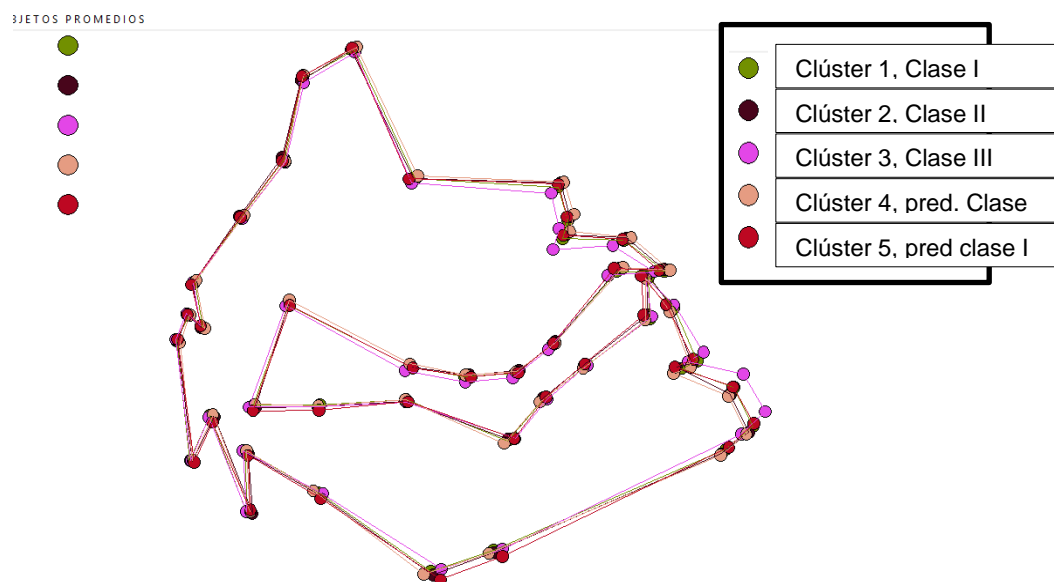 BJETOS PROMEDIOS
Clúster 1, Clase I
Clúster 2, Clase II
Clúster 3, Clase III
Clúster 4, pred. Clase
Clúster 5, pred clase I